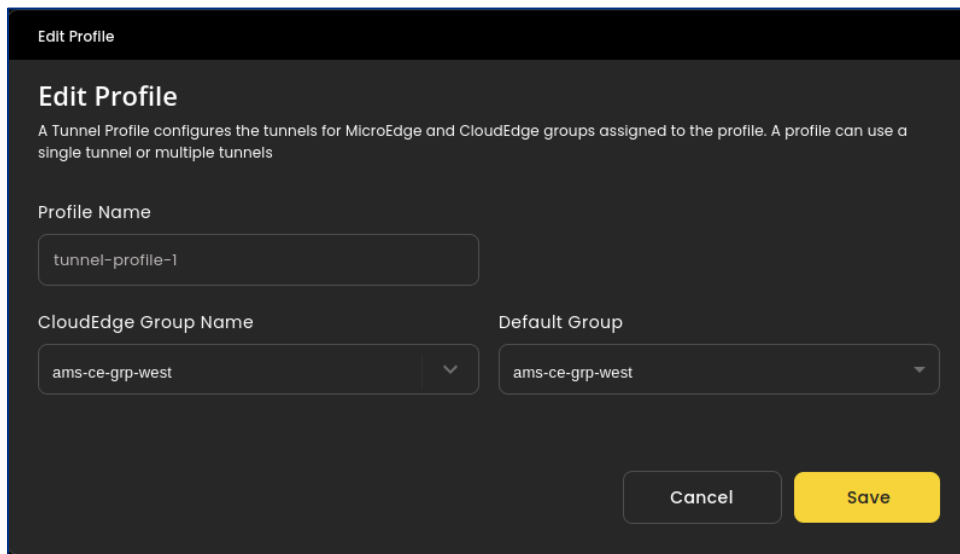 Edit Profile
Edit Profile
A Tunnel Profile configures the tunnels for MicroEdge and CloudEdge groups assigned to the profile. A profile can use a
single tunnel or multiple tunnels
Profile Name
tunnel-profile-1
CloudEdge Group Name
Default Group
ams-ce-grp-west
ams-ce-grp-west
Cancel
Save